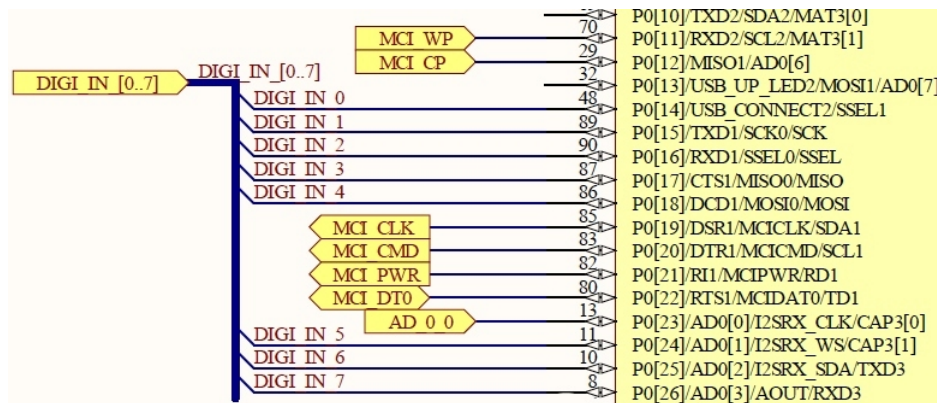 P0[10]/TXD2/SDA2/MAT3[0]
MCI_WP 70 P0[11]/RXD2/SCL2/MAT3[1]
MCI_CP 29 P0[12]/MISO1/AD0[6]
32 P0[13]/USB_UP_LED2/MOSI1/AD0[7]
DIGI_IN_[0..7] DIGI_IN_[0..7]
DIGI_IN_0 48 P0[14]/USB_CONNECT2/SSEL1
DIGI_IN_1 89 P0[15]/TXD1/SCK0/SCK
DIGI_IN_2 90 P0[16]/RXD1/SSEL0/SSEL
DIGI_IN_3 87 P0[17]/CTS1/MISO0/MISO
DIGI_IN_4 86 P0[18]/DCD1/MOSI0/MOSI
MCI_CLK 85 P0[19]/DSR1/MCICLK/SDA1
MCI_CMD 83 P0[20]/DTR1/MCICMD/SCL1
MCI_PWR 82 P0[21]/RI1/MCIPWR/RD1
MCI_DT0 80 P0[22]/RTS1/MCIDAT0/TD1
AD_0_0 13 P0[23]/AD0[0]/I2SRX_CLK/CAP3[0]
DIGI_IN_5 11 P0[24]/AD0[1]/I2SRX_WS/CAP3[1]
DIGI_IN_6 10 P0[25]/AD0[2]/I2SRX_SDA/TXD3
DIGI_IN_7 8 P0[26]/AD0[3]/AOUT/RXD3